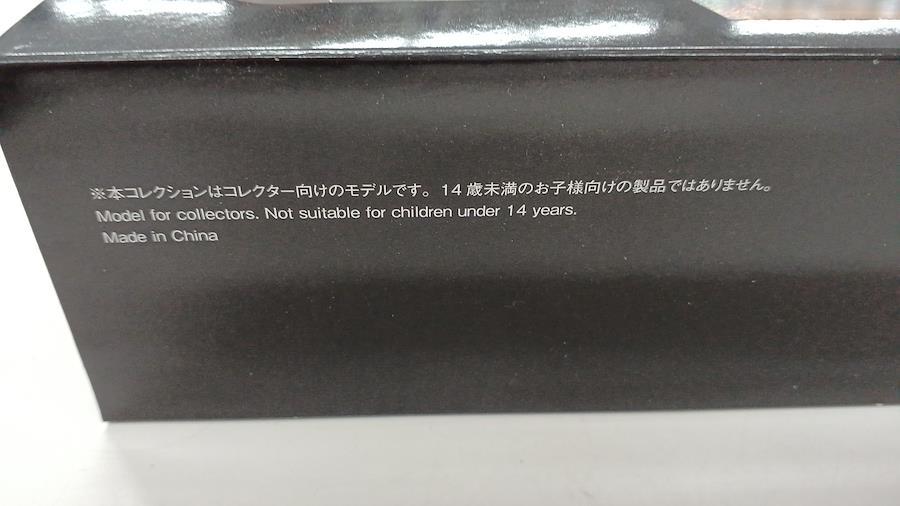 ※本コレクションはコレクター向けのモデルです。14歳未満のお子様向けの製品ではありません。
Model for collectors. Not suitable for children under 14 years.
Made in China